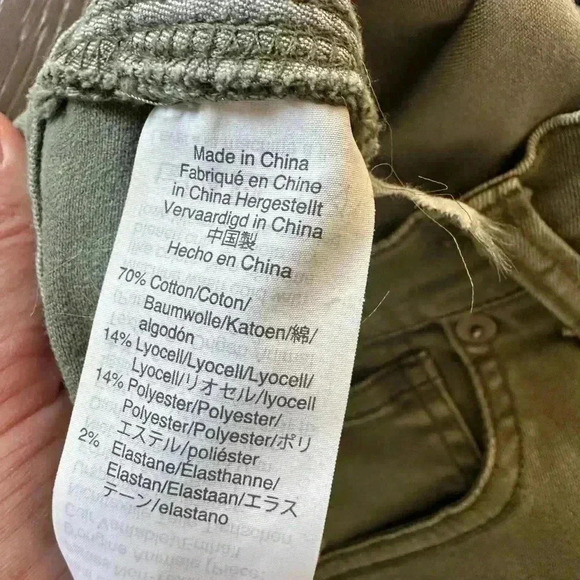 Made in China
Fabriqué en Chine
in China Hergestellt
Vervaardigd in China
中国製
Hecho en China
70% Cotton/Coton/
Baumwolle/Katoen/綿/
algodón
14% Lyocell/Lyocell/Lyocell/
Lyocell/リオセル/lyocell
14% Polyester/Polyester/
Polyester/Polyester/ポリ
エステル/poliéster
2% Elastane/Élasthanne/
Elastan/Elastaan/エラス
テーン/elastano